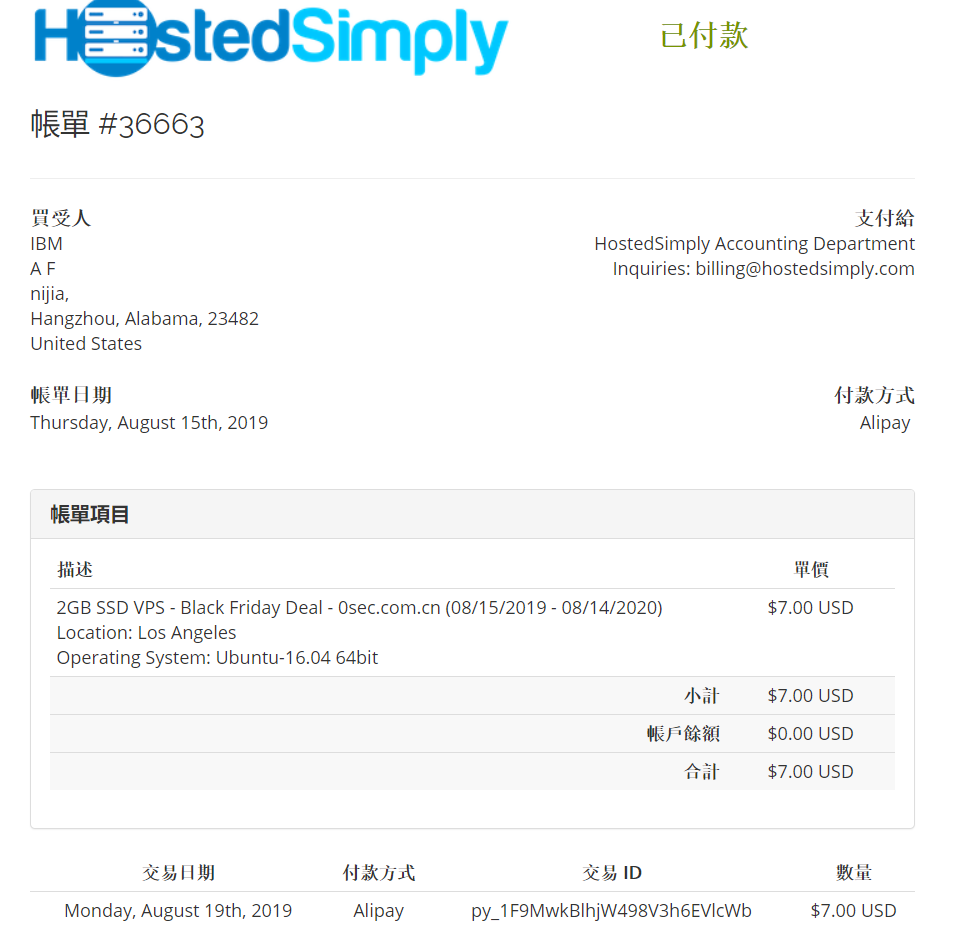 HostedSimply
已付款
帳單 #36663
買受人
IBM
A F
nijia,
Hangzhou, Alabama, 23482
United States
支付給
HostedSimply Accounting Department
Inquiries: billing@hostedsimply.com
帳單日期
Thursday, August 15th, 2019
付款方式
Alipay
帳單項目
描述 單價
2GB SSD VPS - Black Friday Deal - 0sec.com.cn (08/15/2019 - 08/14/2020) $7.00 USD
Location: Los Angeles
Operating System: Ubuntu-16.04 64bit
小計 $7.00 USD
帳戶餘額 $0.00 USD
合計 $7.00 USD
交易日期 付款方式 交易 ID 數量
Monday, August 19th, 2019 Alipay py_1F9MwkBlhjW498V3h6EVlcWb $7.00 USD